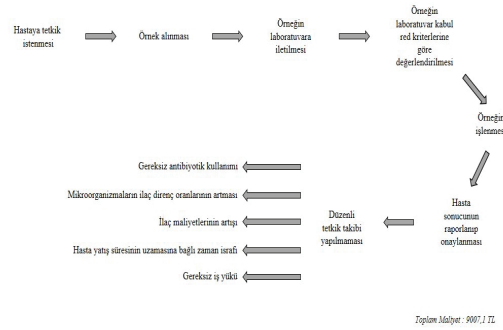 Hastaya tetkik
istenmesi
Örnek alınması
Örneğin
laboratuvara
iletilmesi
Örneğin
laboratuvar kabul
red kriterlerine
göre
değerlendirilmesi
Örneğin
işlenmesi
Hasta
sonucunun
raporlanıp
onaylanması
Düzenli
tetkik takibi
yapılmaması
Gereksiz antibiyotik kullanımı
Mikroorganizmaların ilaç direnç oranlarının artması
İlaç maliyetlerinin artışı
Hasta yatış süresinin uzamasına bağlı zaman israfı
Gereksiz iş yükü
Toplam Maliyet : 9007,1 TL